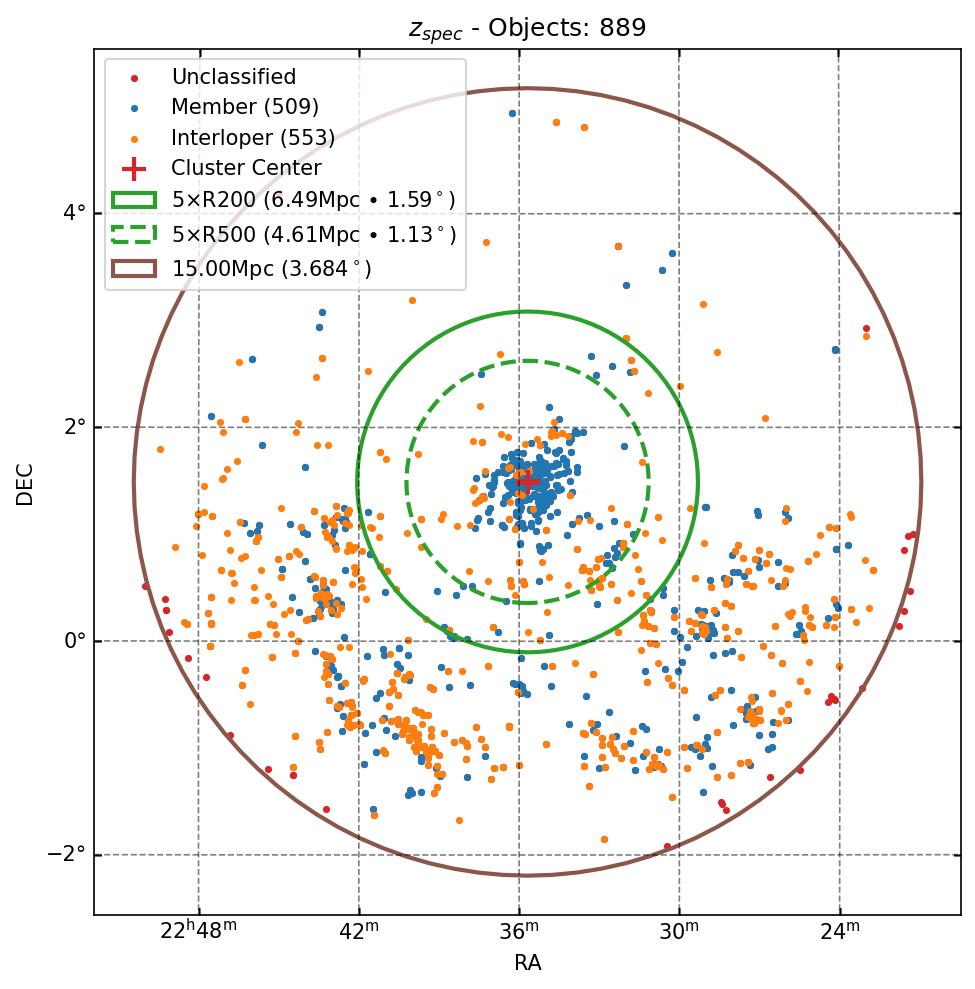 z_spec - Objects: 889
Unclassified
Member (509)
Interloper (553)
Cluster Center
5×R200 (6.49Mpc • 1.59°)
5×R500 (4.61Mpc • 1.13°)
15.00Mpc (3.684°)
4°
2°
0°
−2°
DEC
22ʰ48ᵐ 42ᵐ 36ᵐ 30ᵐ 24ᵐ
RA